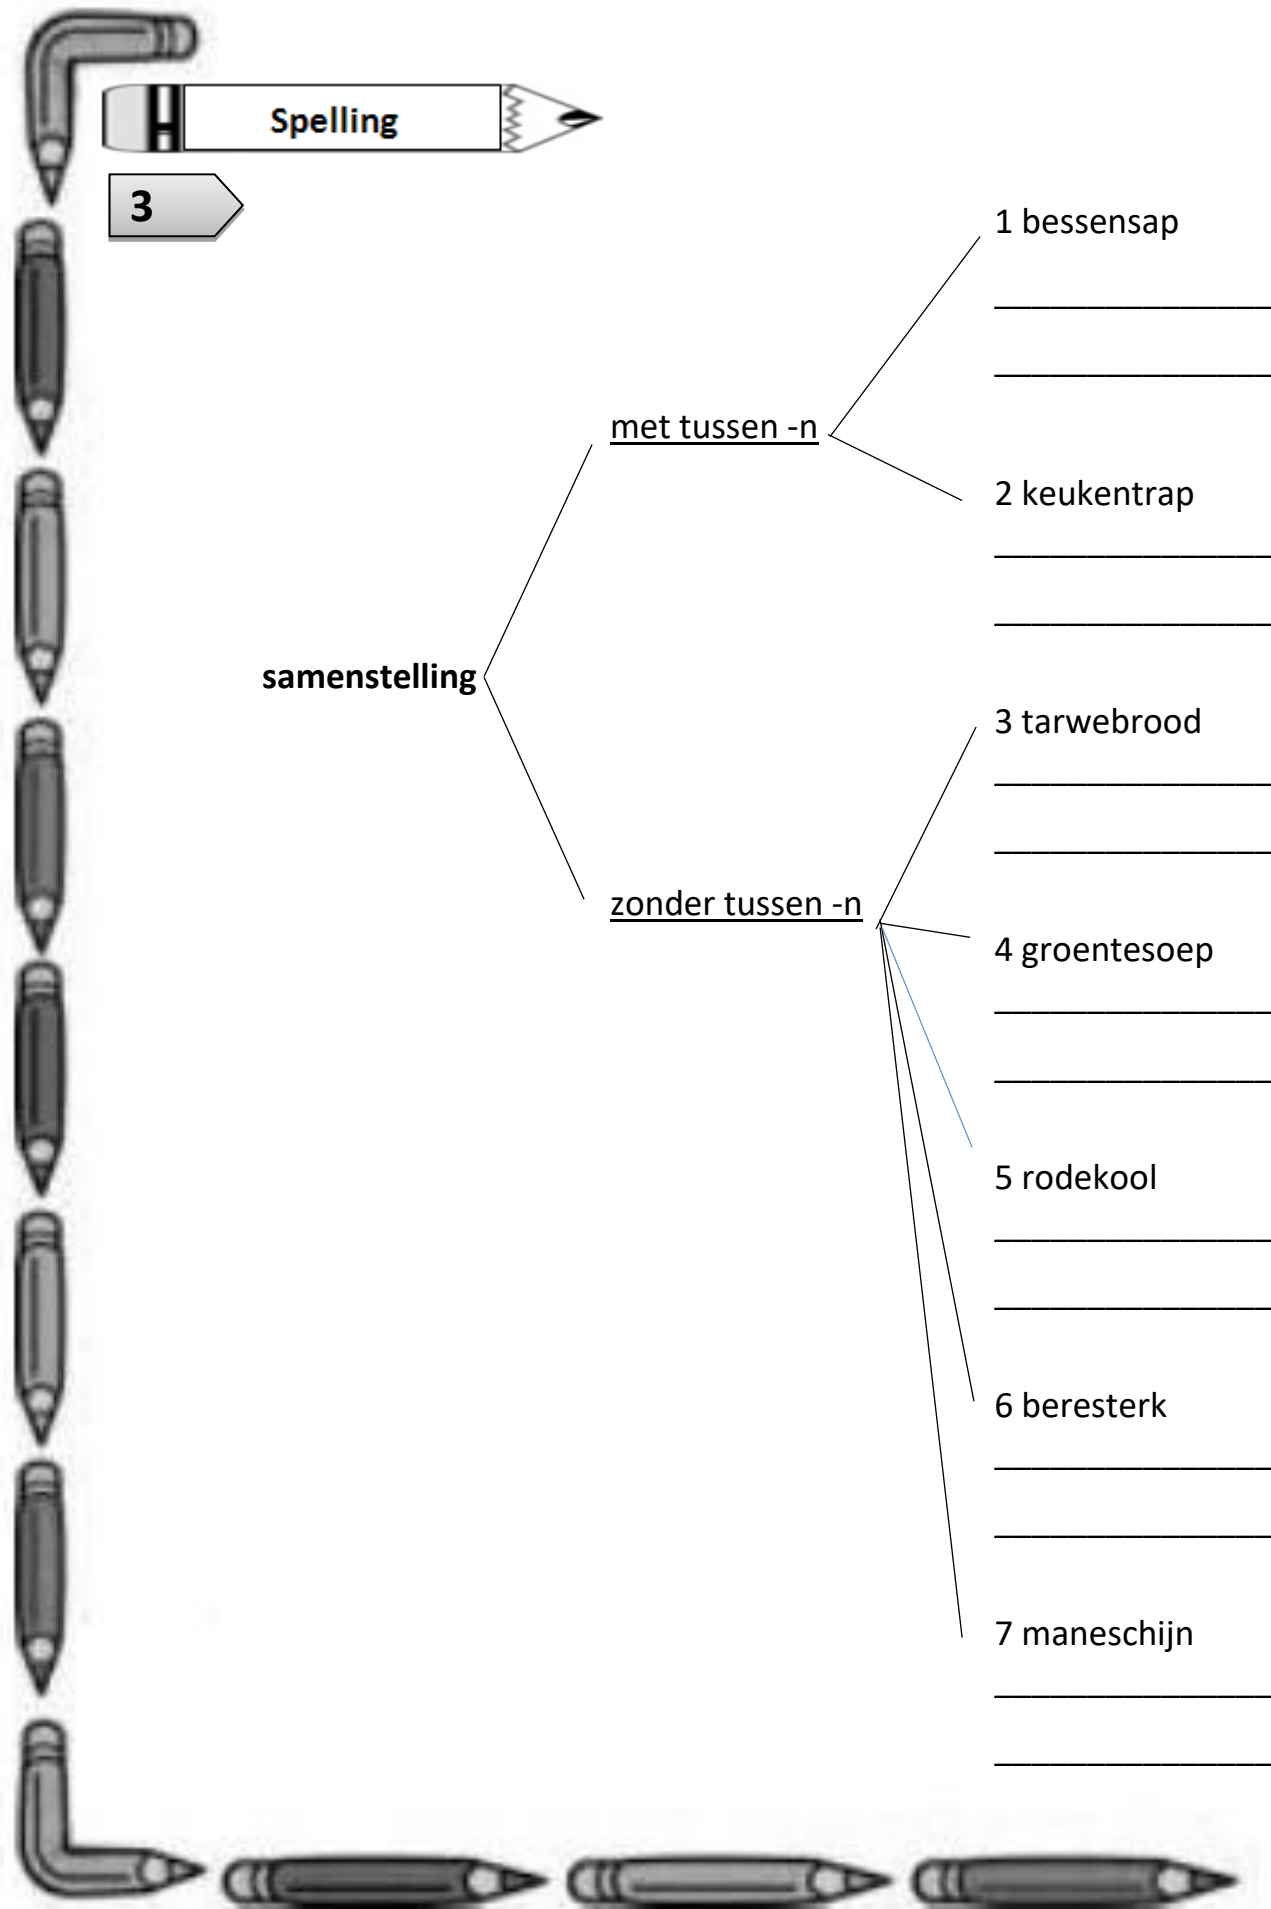 Spelling
3
1 bessensap
met tussen -n
2 keukentrap
samenstelling
3 tarwebrood
zonder tussen -n
4 groentesoep
5 rodekool
6 beresterk
7 maneschijn